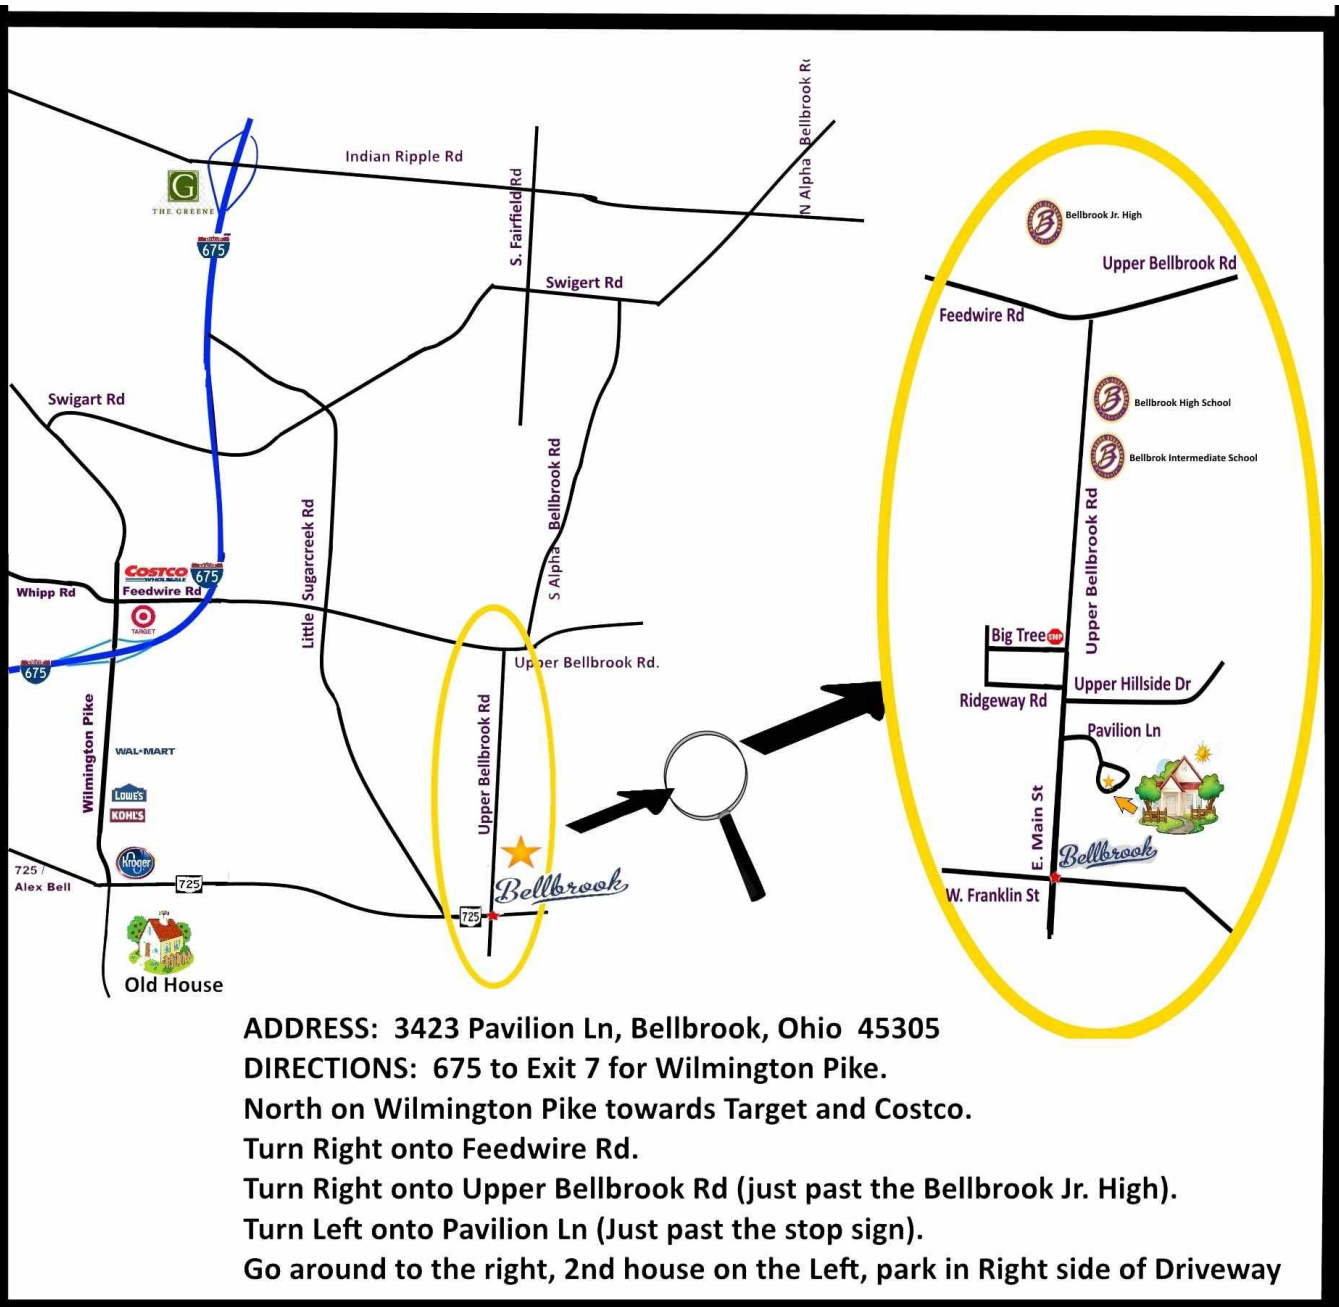 Indian Ripple Rd
S. Fairfield Rd
N Alpha Bellbrook
G
THE GREENE
675
Swigert Rd
Swigart Rd
Little Sugarcreek Rd
S Alpha Bellbrook Rd
COSTCO
WHOLESALE
675
Whipp Rd
Feedwire Rd
TARGET
675
Upper Bellbrook Rd.
Upper Bellbrook Rd
Wilmington Pike
WAL*MART
LOWE'S
KOHL'S
Kroger
725 /
Alex Bell
725
725
Bellbrook
Old House
B
Bellbrook Jr. High
Upper Bellbrook Rd
Feedwire Rd
B
Bellbrook High School
B
Bellbrok Intermediate School
Upper Bellbrook Rd
Big Tree
STOP
Upper Hillside Dr
Ridgeway Rd
Pavilion Ln
E. Main St
Bellbrook
W. Franklin St
ADDRESS: 3423 Pavilion Ln, Bellbrook, Ohio 45305
DIRECTIONS: 675 to Exit 7 for Wilmington Pike.
North on Wilmington Pike towards Target and Costco.
Turn Right onto Feedwire Rd.
Turn Right onto Upper Bellbrook Rd (just past the Bellbrook Jr. High).
Turn Left onto Pavilion Ln (Just past the stop sign).
Go around to the right, 2nd house on the Left, park in Right side of Driveway